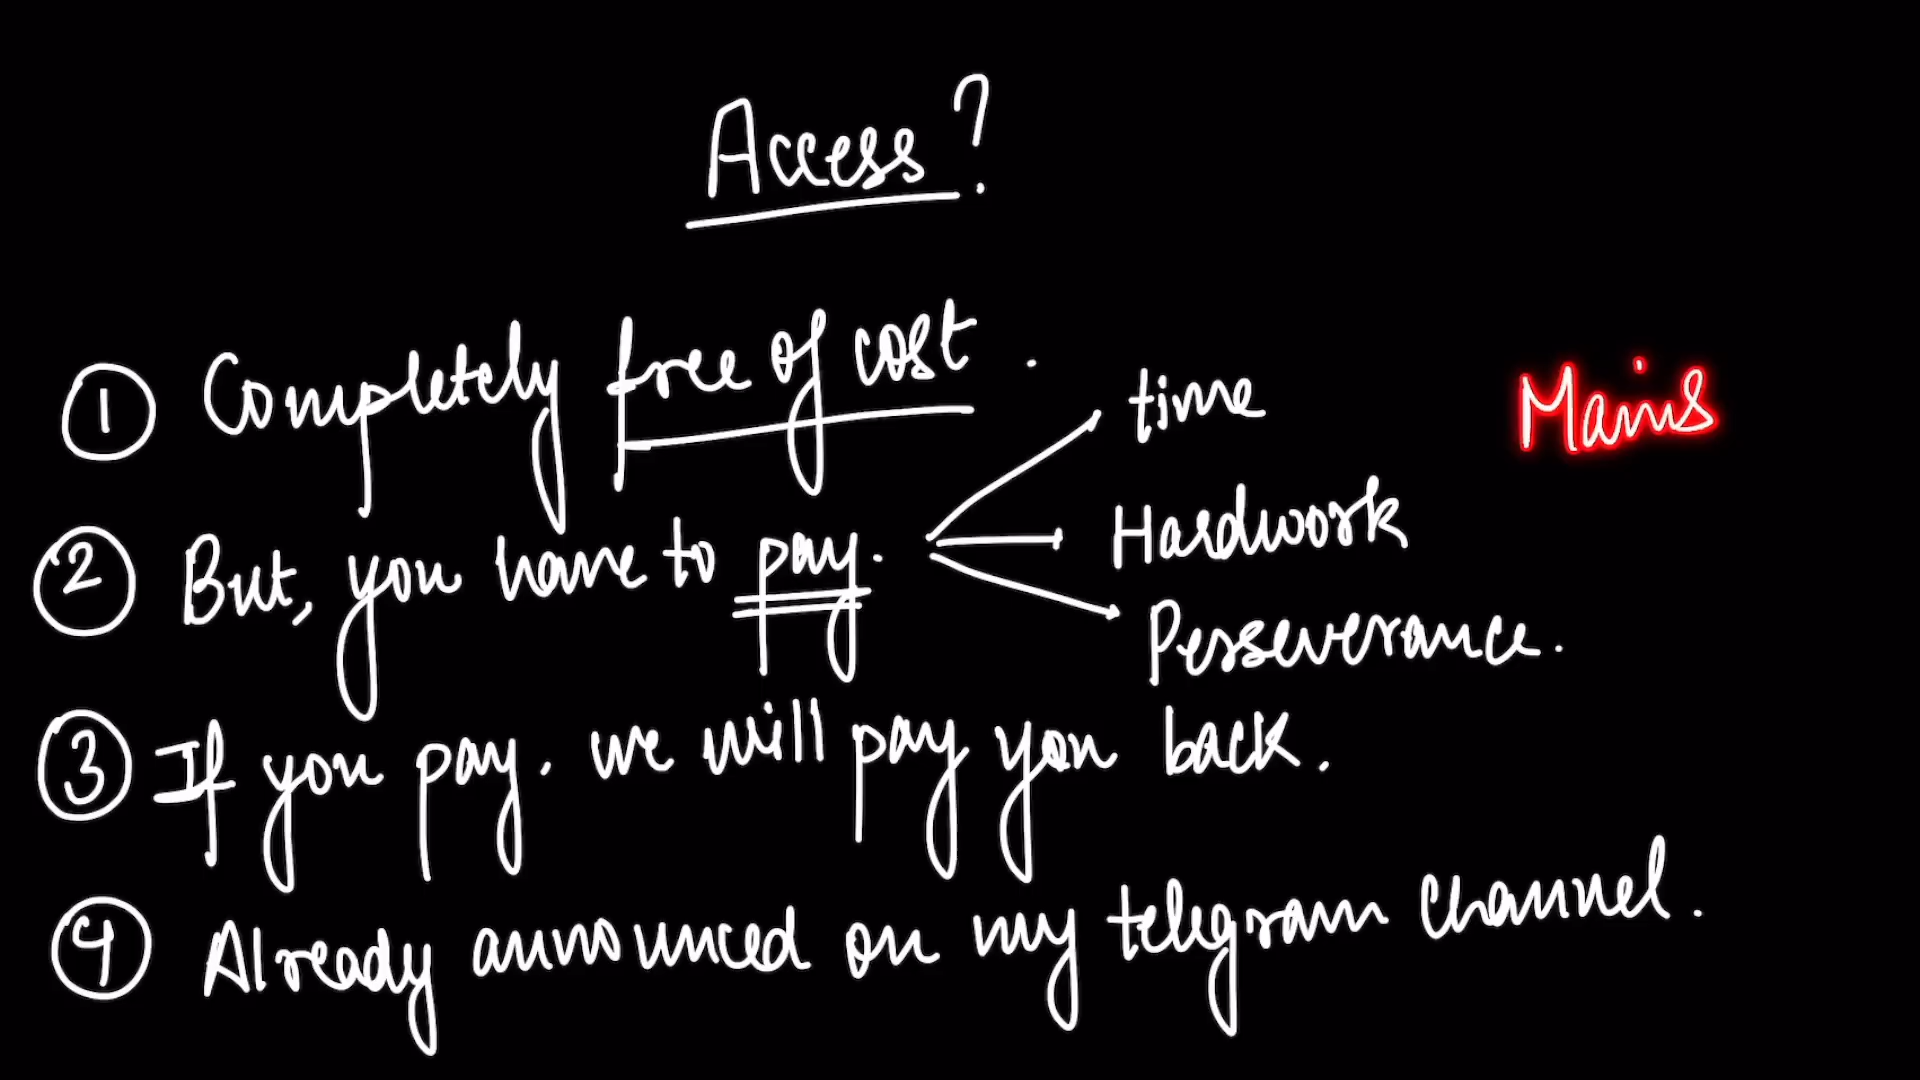 Access?
① Completely free of cost.
time
Mains
② But, you have to pay.
Hardwork
Perseverance.
③ If you pay, we will pay you back.
④ Already announced on my telegram channel.